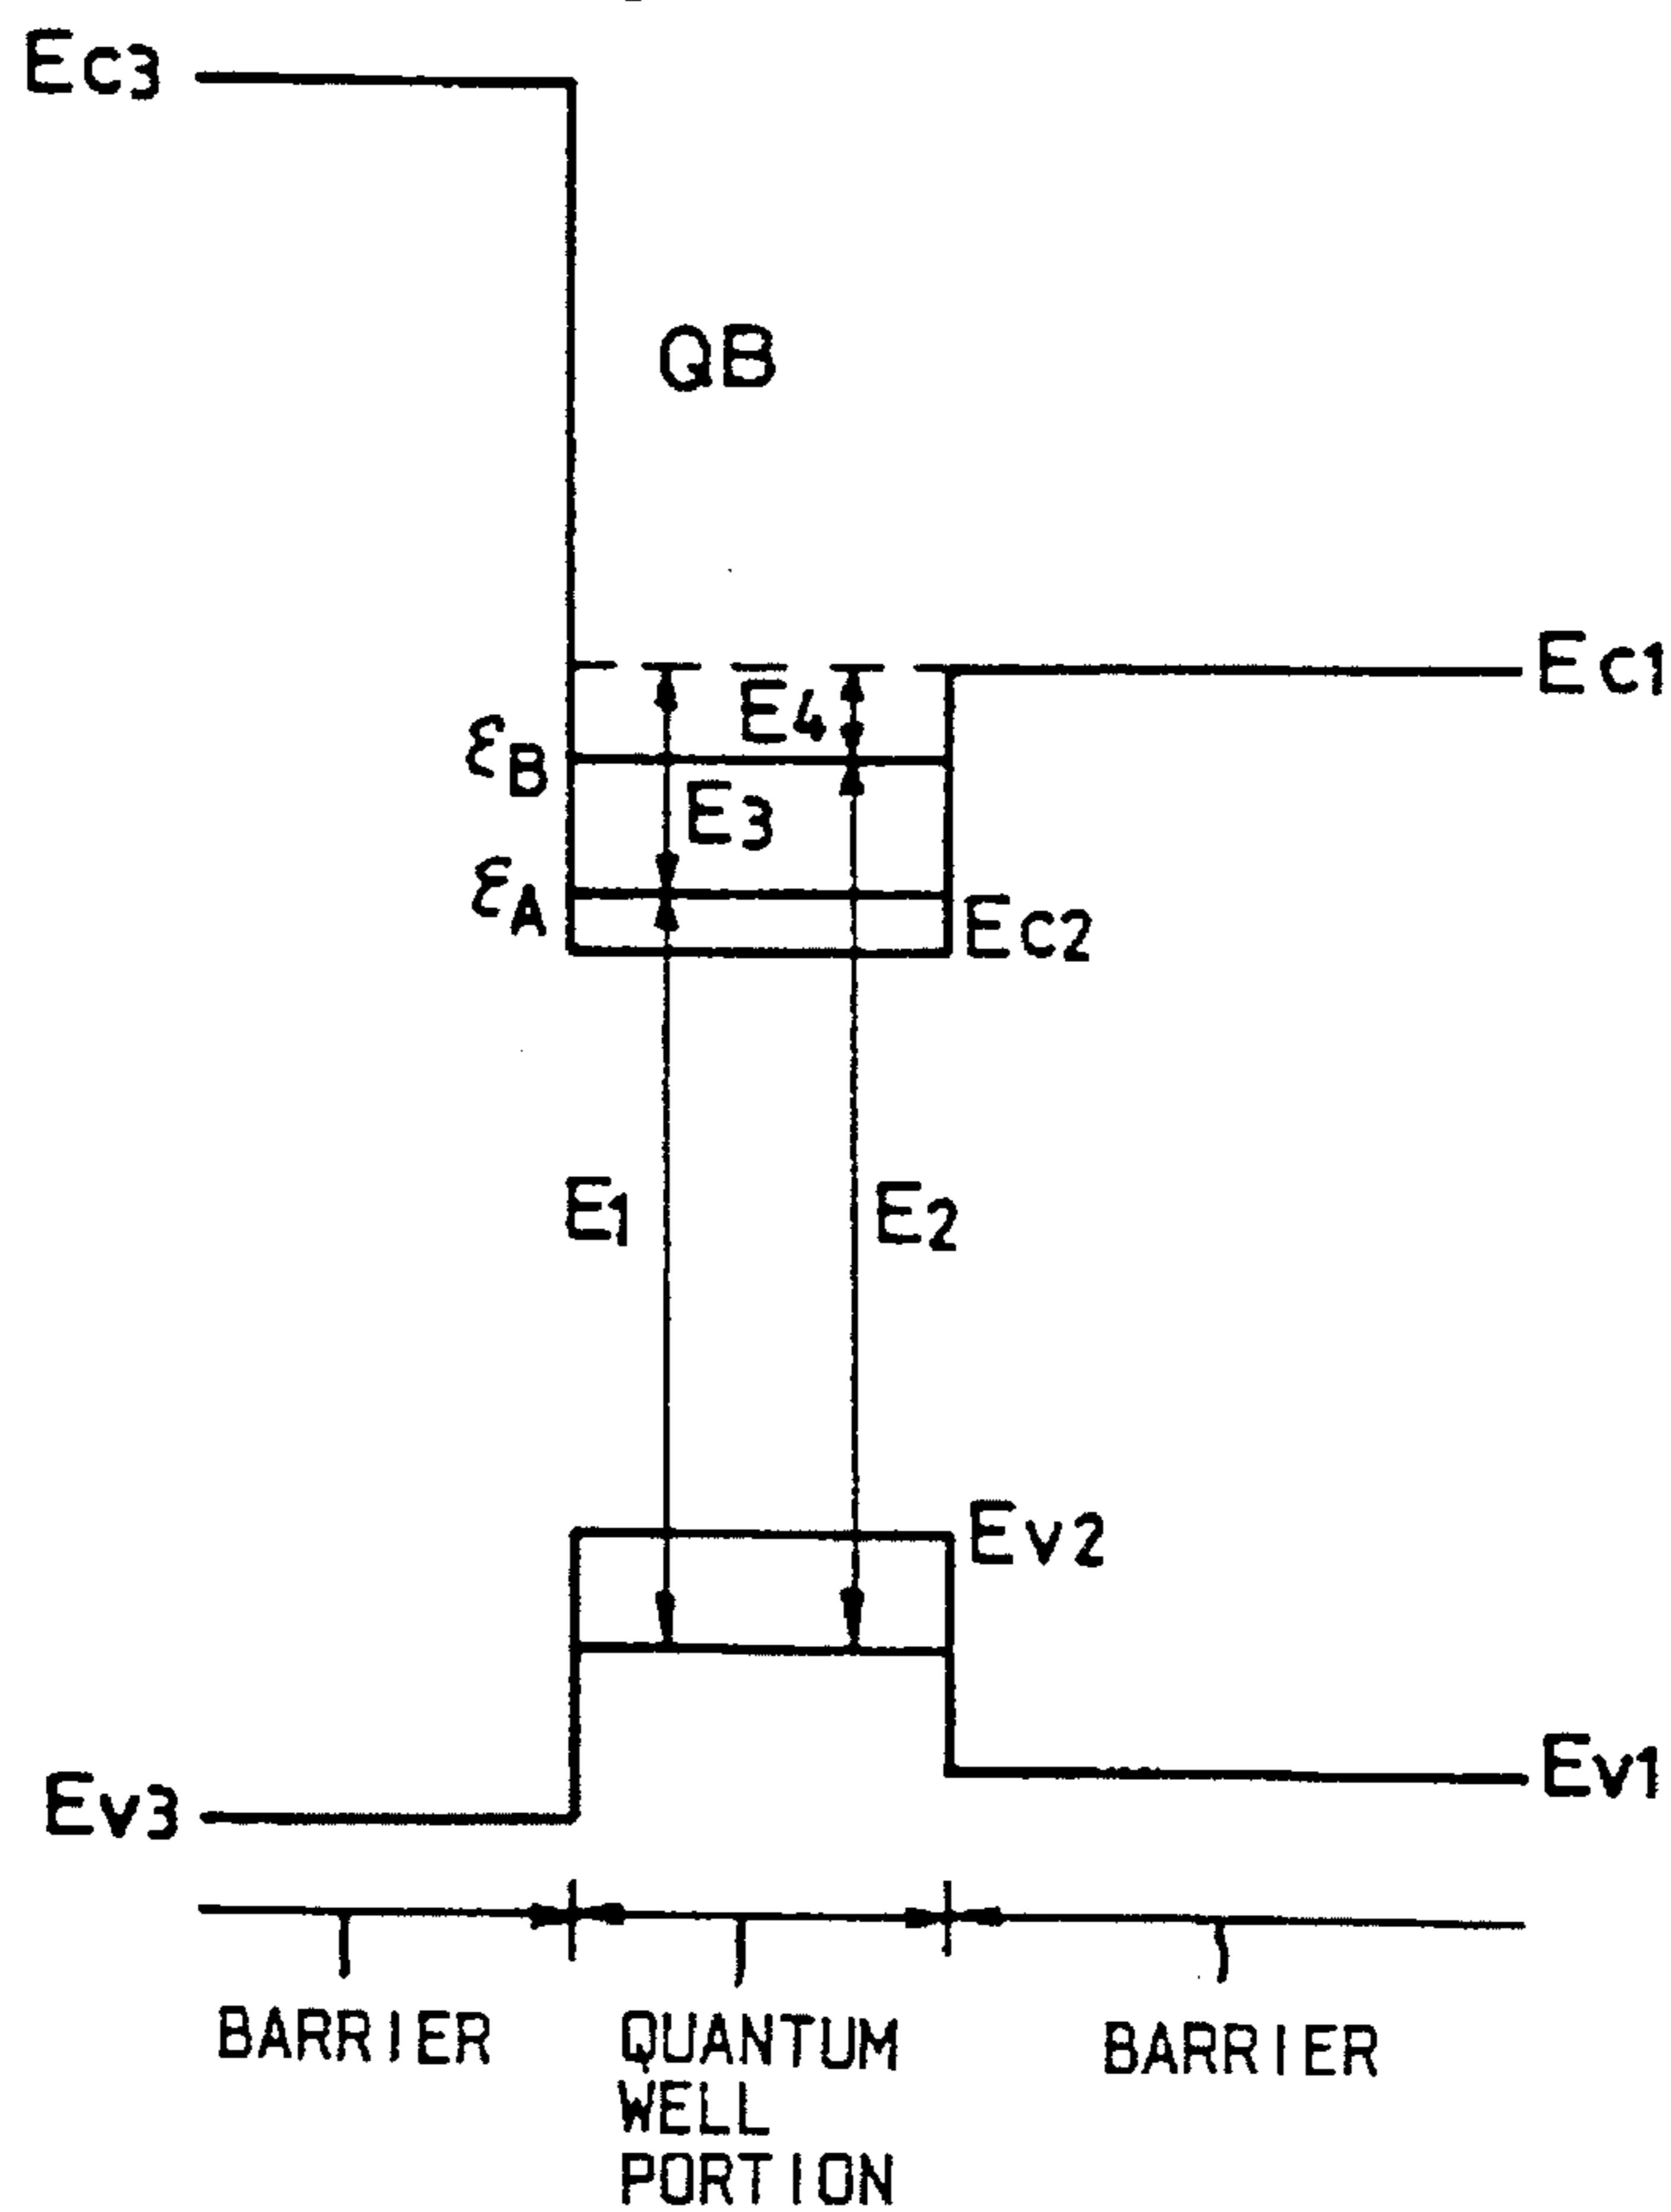 Ec3
QB
Ec1
E4
εB
E3
εA
Ec2
E1
E2
Ev2
Ev1
Ev3
BARRIER
QUANTUM
WELL
PORTION
BARRIER